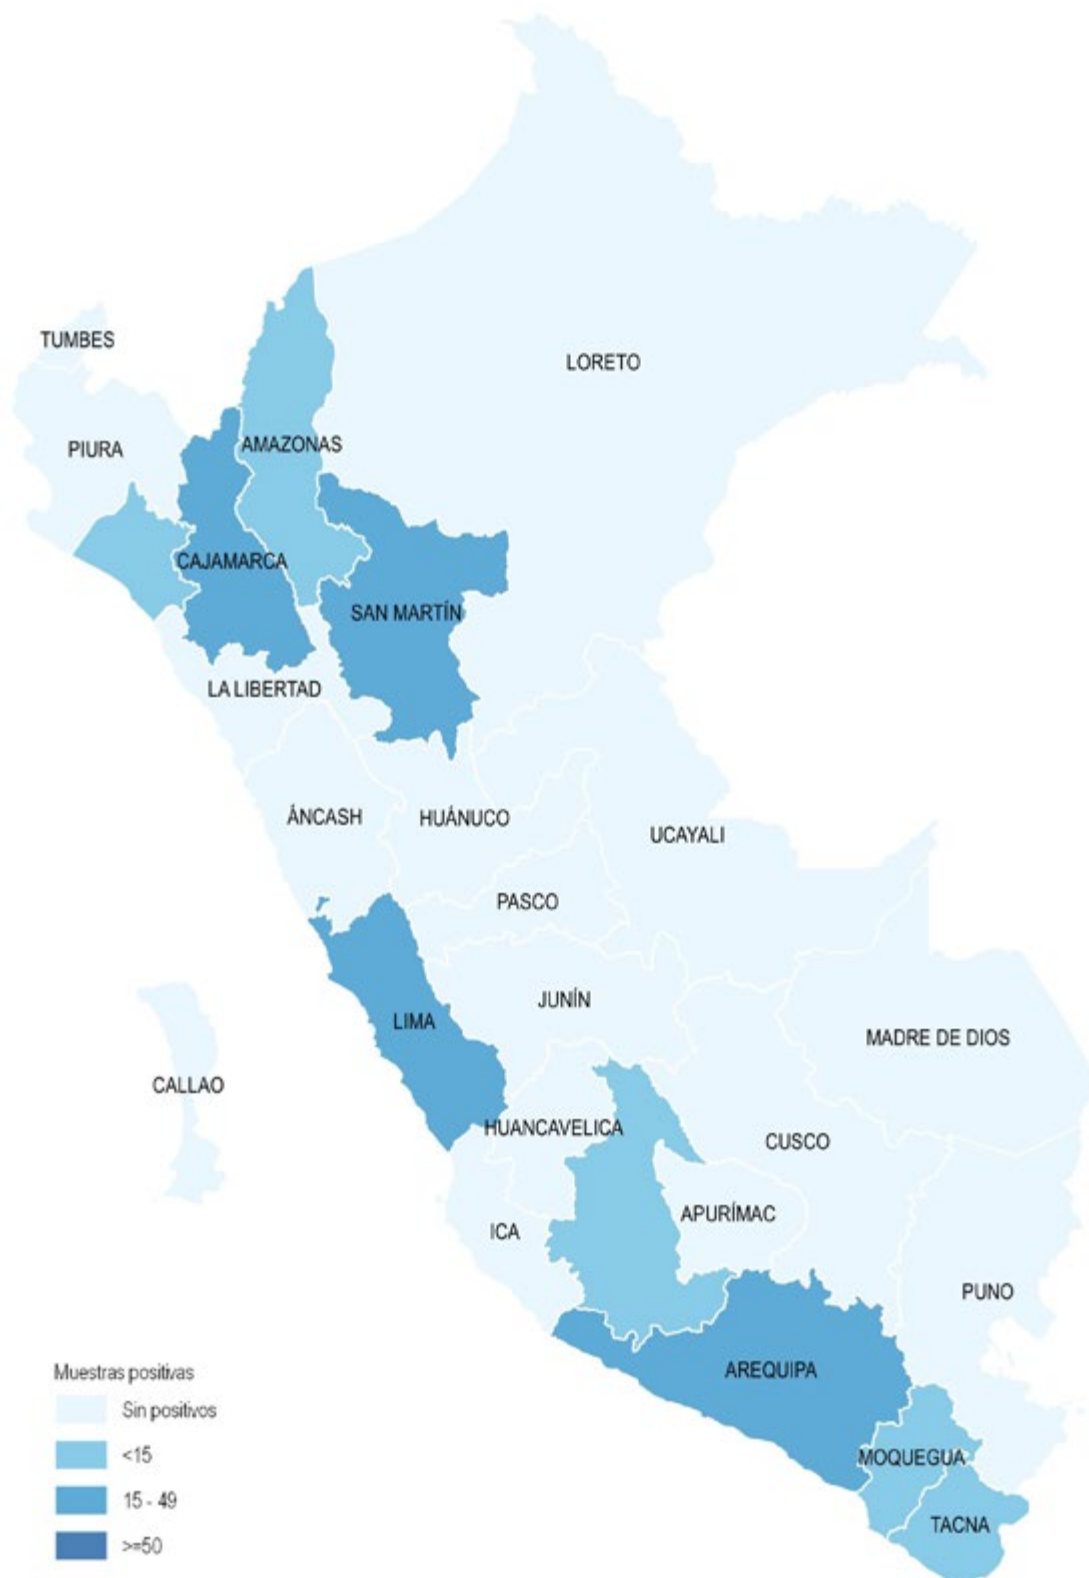 TUMBES
LORETO
PIURA
AMAZONAS
CAJAMARCA
SAN MARTÍN
LA LIBERTAD
ÁNCASH
HUÁNUCO
UCAYALI
PASCO
JUNÍN
LIMA
MADRE DE DIOS
CALLAO
HUANCAVELICA
CUSCO
APURÍMAC
ICA
PUNO
AREQUIPA
MOQUEGUA
TACNA
Muestras positivas
Sin positivos
<15
15 - 49
>=50